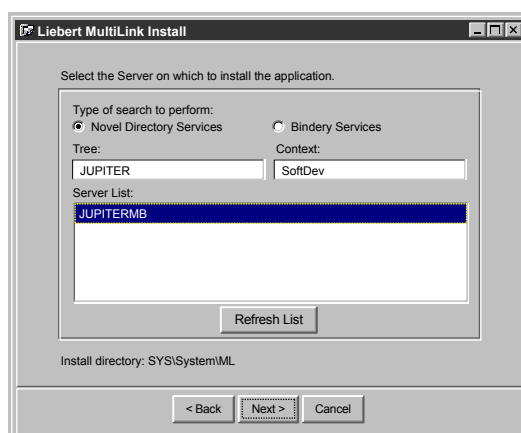 Liebert MultiLink Install
Select the Server on which to install the application.
Type of search to perform:
Novel Directory Services Bindery Services
Tree: Context:
JUPITER SoftDev
Server List:
JUPITERMB
Refresh List
Install directory: SYS\System\ML
< Back Next > Cancel